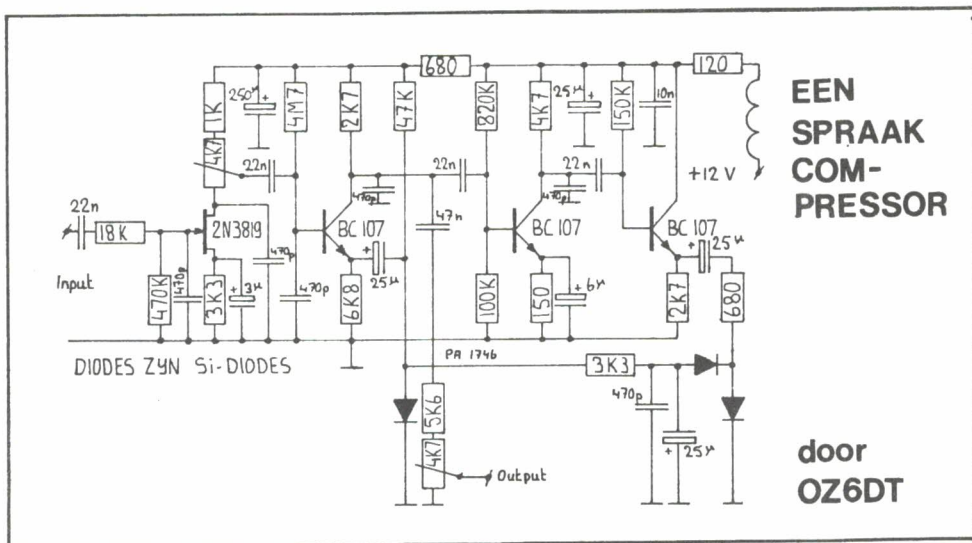 EEN
SPRAAK
COM-
PRESSOR
680
120
1K
250µ
+
4M7
2K7
47K
820K
4K7
25µ
+
150K
10n
4K7
22n
470p
22n
22n
470p
+12 V
22n
18K
2N3819
BC 107
47n
BC 107
BC 107
25µ
+
Input
470K
470p
3K3
+
3µ
470p
470p
6K8
+
25µ
100K
150
+
6µ
2K7
680
DIODES ZYN Si-DIODES
PA 1746
3K3
5K6
470p
+
25µ
4K7
Output
door
OZ6DT